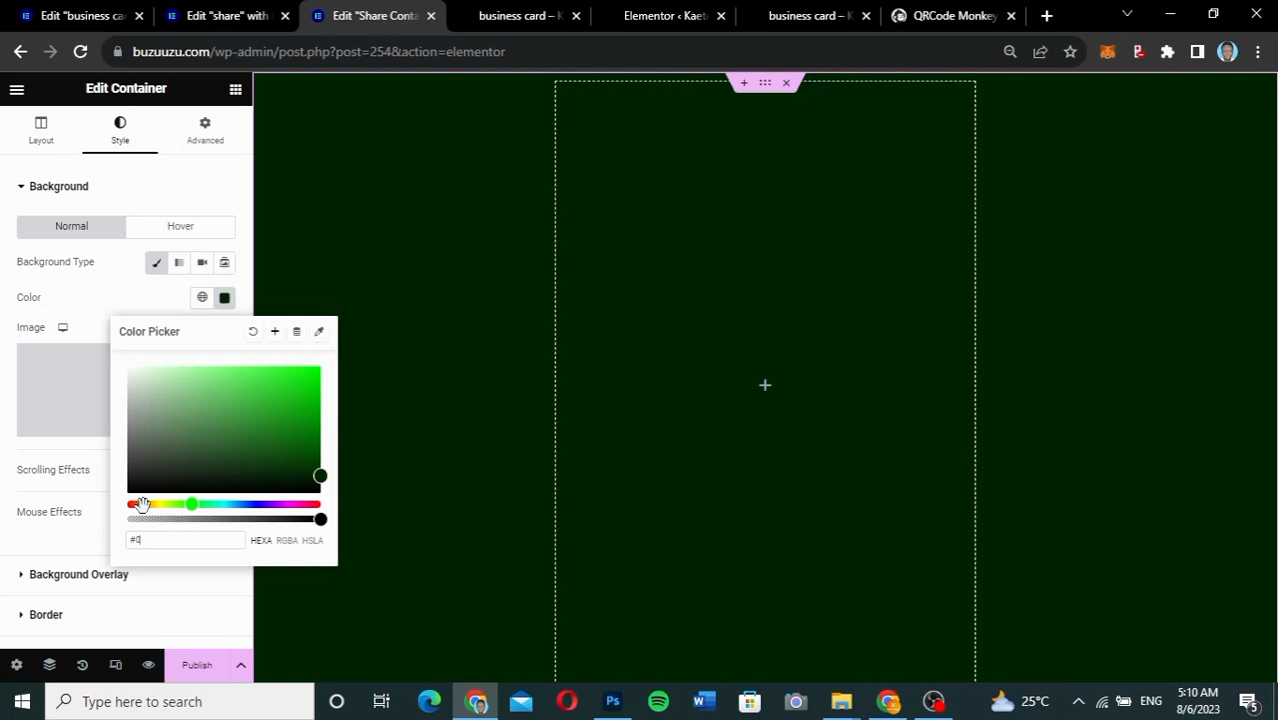 Edit "business car
Edit "share" with
Edit "Share Conta
business card – K
Elementor ‹ Kaet
business card – K
QRCode Monkey
buzuuzu.com/wp-admin/post.php?post=254&action=elementor
Edit Container
Layout
Style
Advanced
Background
Normal
Hover
Background Type
Color
Image
Color Picker
Scrolling Effects
Mouse Effects
#0
HEXA RGBA HSLA
Background Overlay
Border
Publish
Type here to search
25°C
ENG
5:10 AM
8/6/2023
5